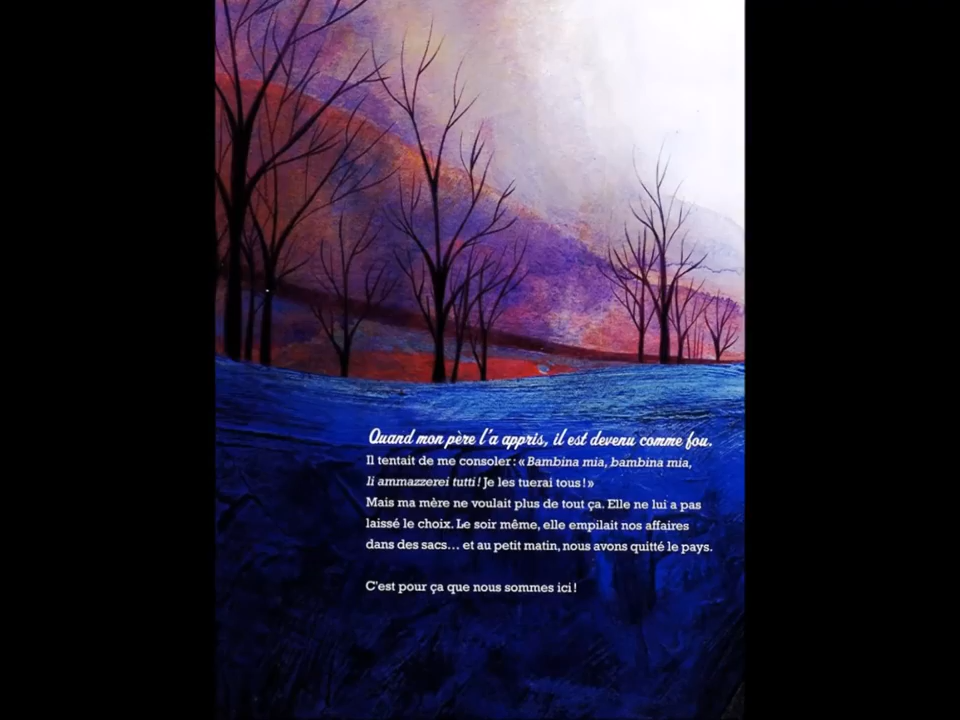 Quand mon père l'a appris, il est devenu comme fou.
Il tentait de me consoler : « Bambina mia, bambina mia,
li ammazzerei tutti ! Je les tuerai tous ! »
Mais ma mère ne voulait plus de tout ça. Elle ne lui a pas
laissé le choix. Le soir même, elle empilait nos affaires
dans des sacs... et au petit matin, nous avons quitté le pays.
C'est pour ça que nous sommes ici !